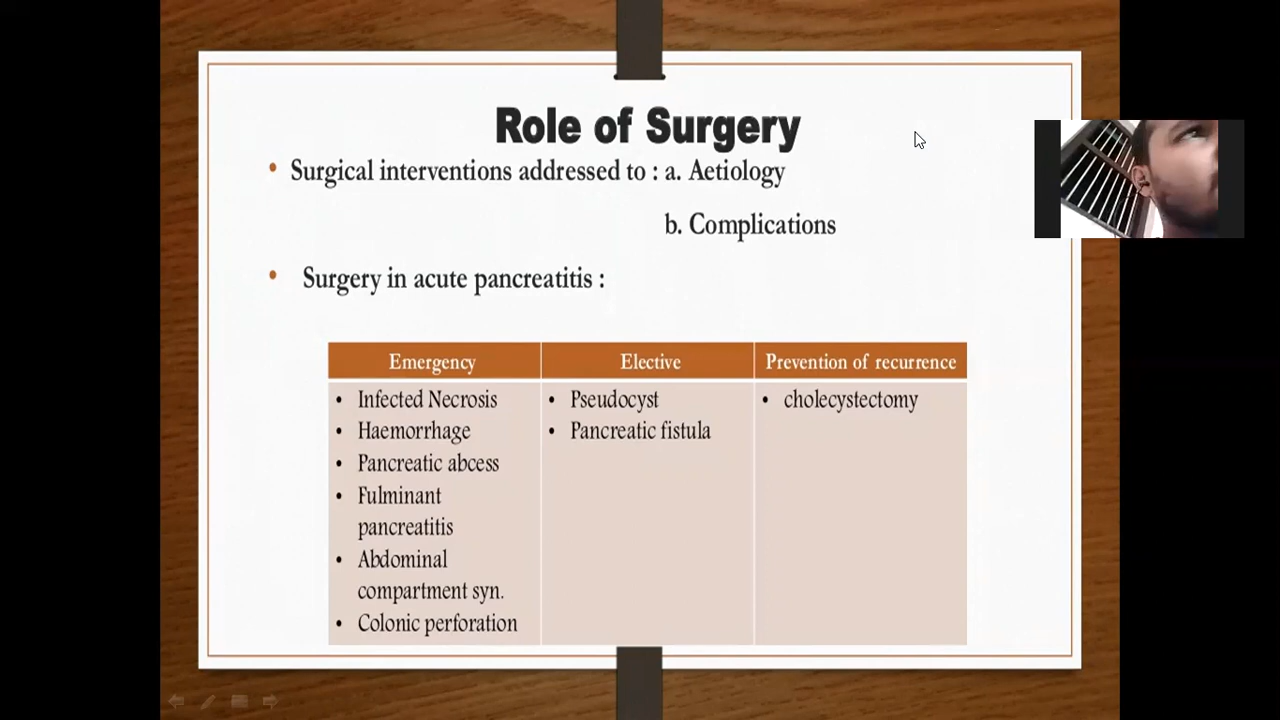 Role of Surgery
• Surgical interventions addressed to : a. Aetiology
b. Complications
• Surgery in acute pancreatitis :
Emergency
• Infected Necrosis
• Haemorrhage
• Pancreatic abcess
• Fulminant
pancreatitis
• Abdominal
compartment syn.
• Colonic perforation
Elective
• Pseudocyst
• Pancreatic fistula
Prevention of recurrence
• cholecystectomy